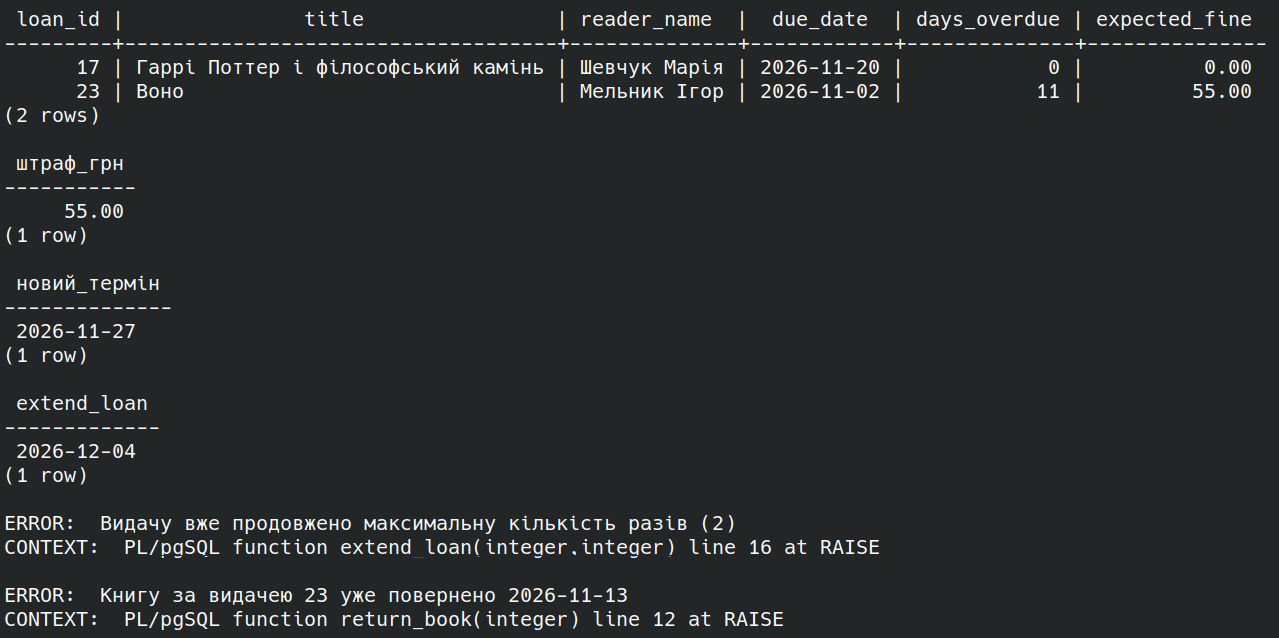 loan_id |               title                | reader_name  |  due_date  | days_overdue | expected_fine
---------+------------------------------------+--------------+------------+--------------+---------------
      17 | Гаррі Поттер і філософський камінь | Шевчук Марія | 2026-11-20 |            0 |          0.00
      23 | Воно                               | Мельник Ігор | 2026-11-02 |           11 |         55.00
(2 rows)

 штраф_грн
-----------
     55.00
(1 row)

 новий_термін
--------------
 2026-11-27
(1 row)

 extend_loan
-------------
 2026-12-04
(1 row)

ERROR:  Видачу вже продовжено максимальну кількість разів (2)
CONTEXT:  PL/pgSQL function extend_loan(integer,integer) line 16 at RAISE

ERROR:  Книгу за видачею 23 уже повернено 2026-11-13
CONTEXT:  PL/pgSQL function return_book(integer) line 12 at RAISE